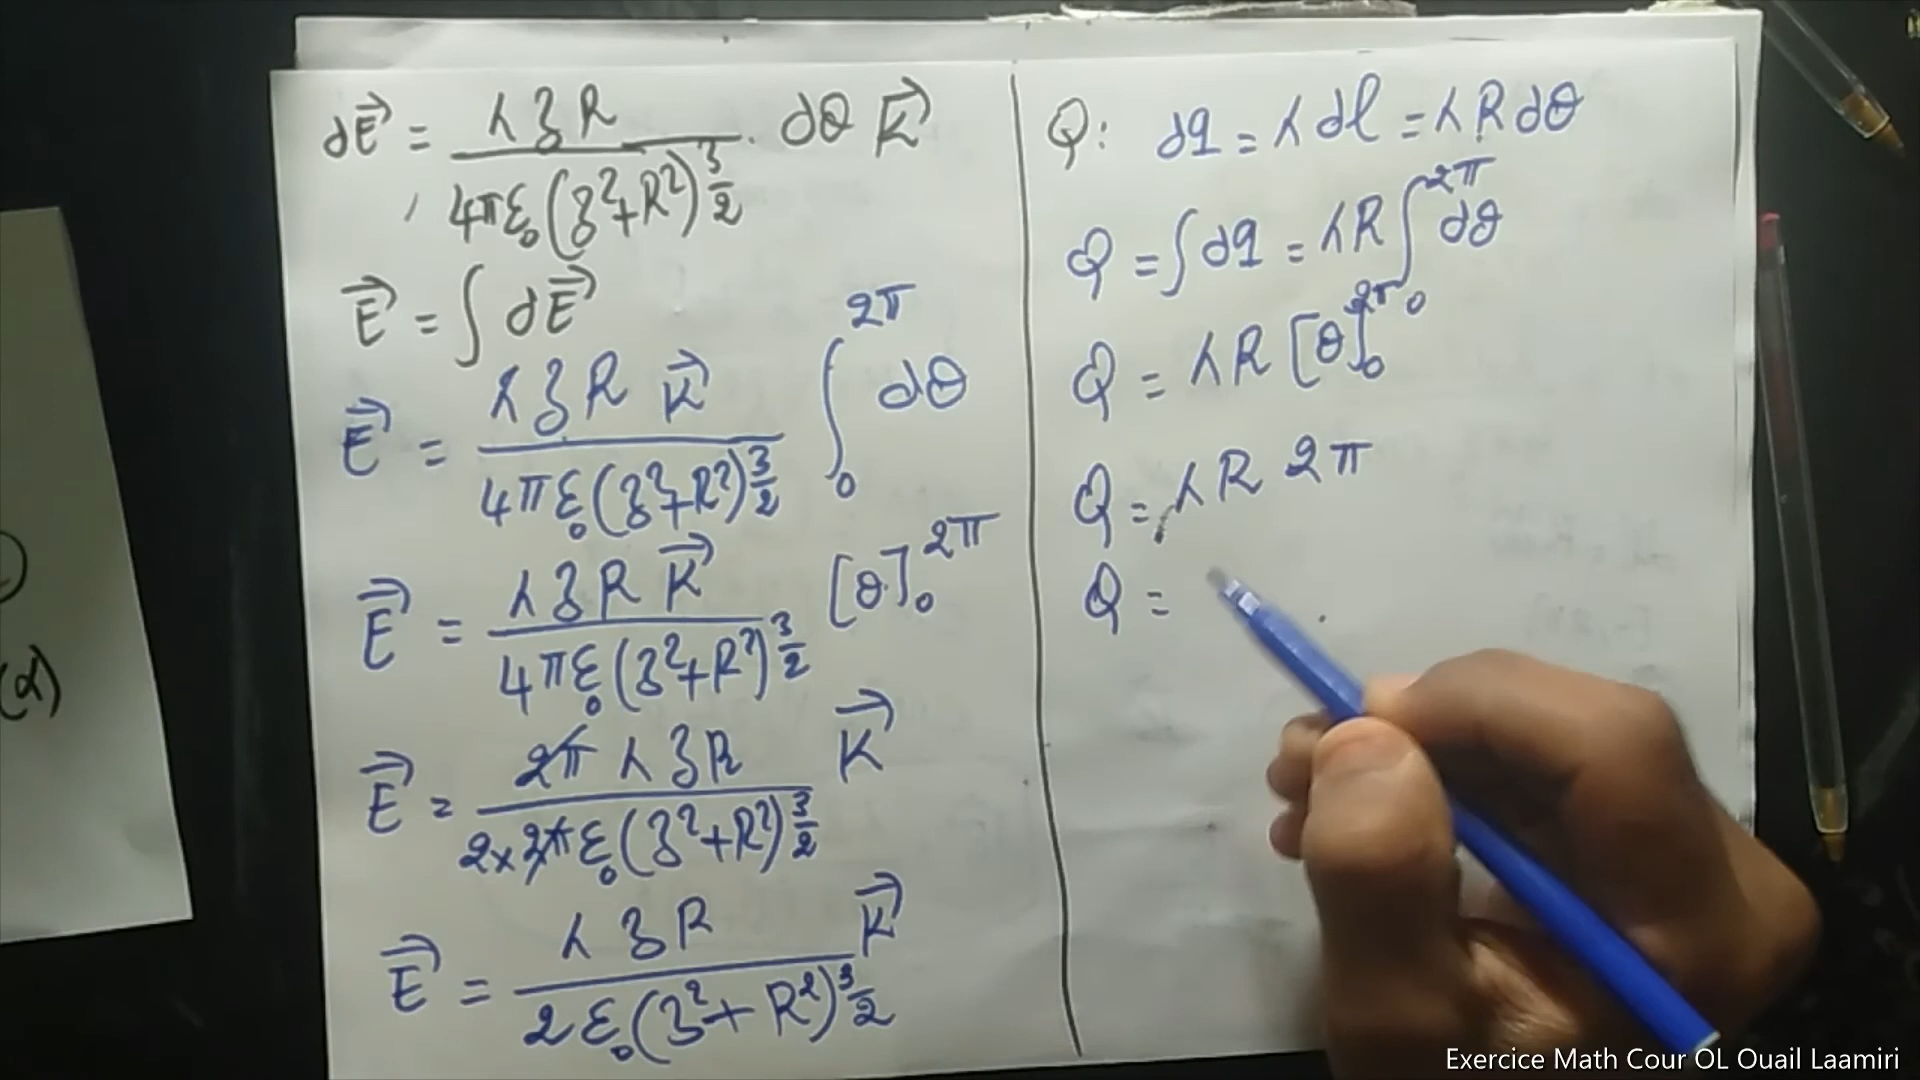 dE⃗ = λ z R / 4πε₀(z²+R²)^3/2 . dθ K⃗
E⃗ = ∫ dE⃗
E⃗ = λ z R K⃗ / 4πε₀(z²+R²)^3/2 ∫₀^2π dθ
E⃗ = λ z R K⃗ / 4πε₀(z²+R²)^3/2 [θ]₀^2π
E⃗ = 2π λ z R / 2×2πε₀(z²+R²)^3/2 K⃗
E⃗ = λ z R / 2ε₀(z²+R²)^3/2 K⃗
Q: dq = λ dl = λ R dθ
Q = ∫ dq = λR ∫₀^2π dθ
Q = λR [θ]₀^2π
Q = λR 2π
Q =
(α)
Exercice Math Cour OL Ouail Laamiri